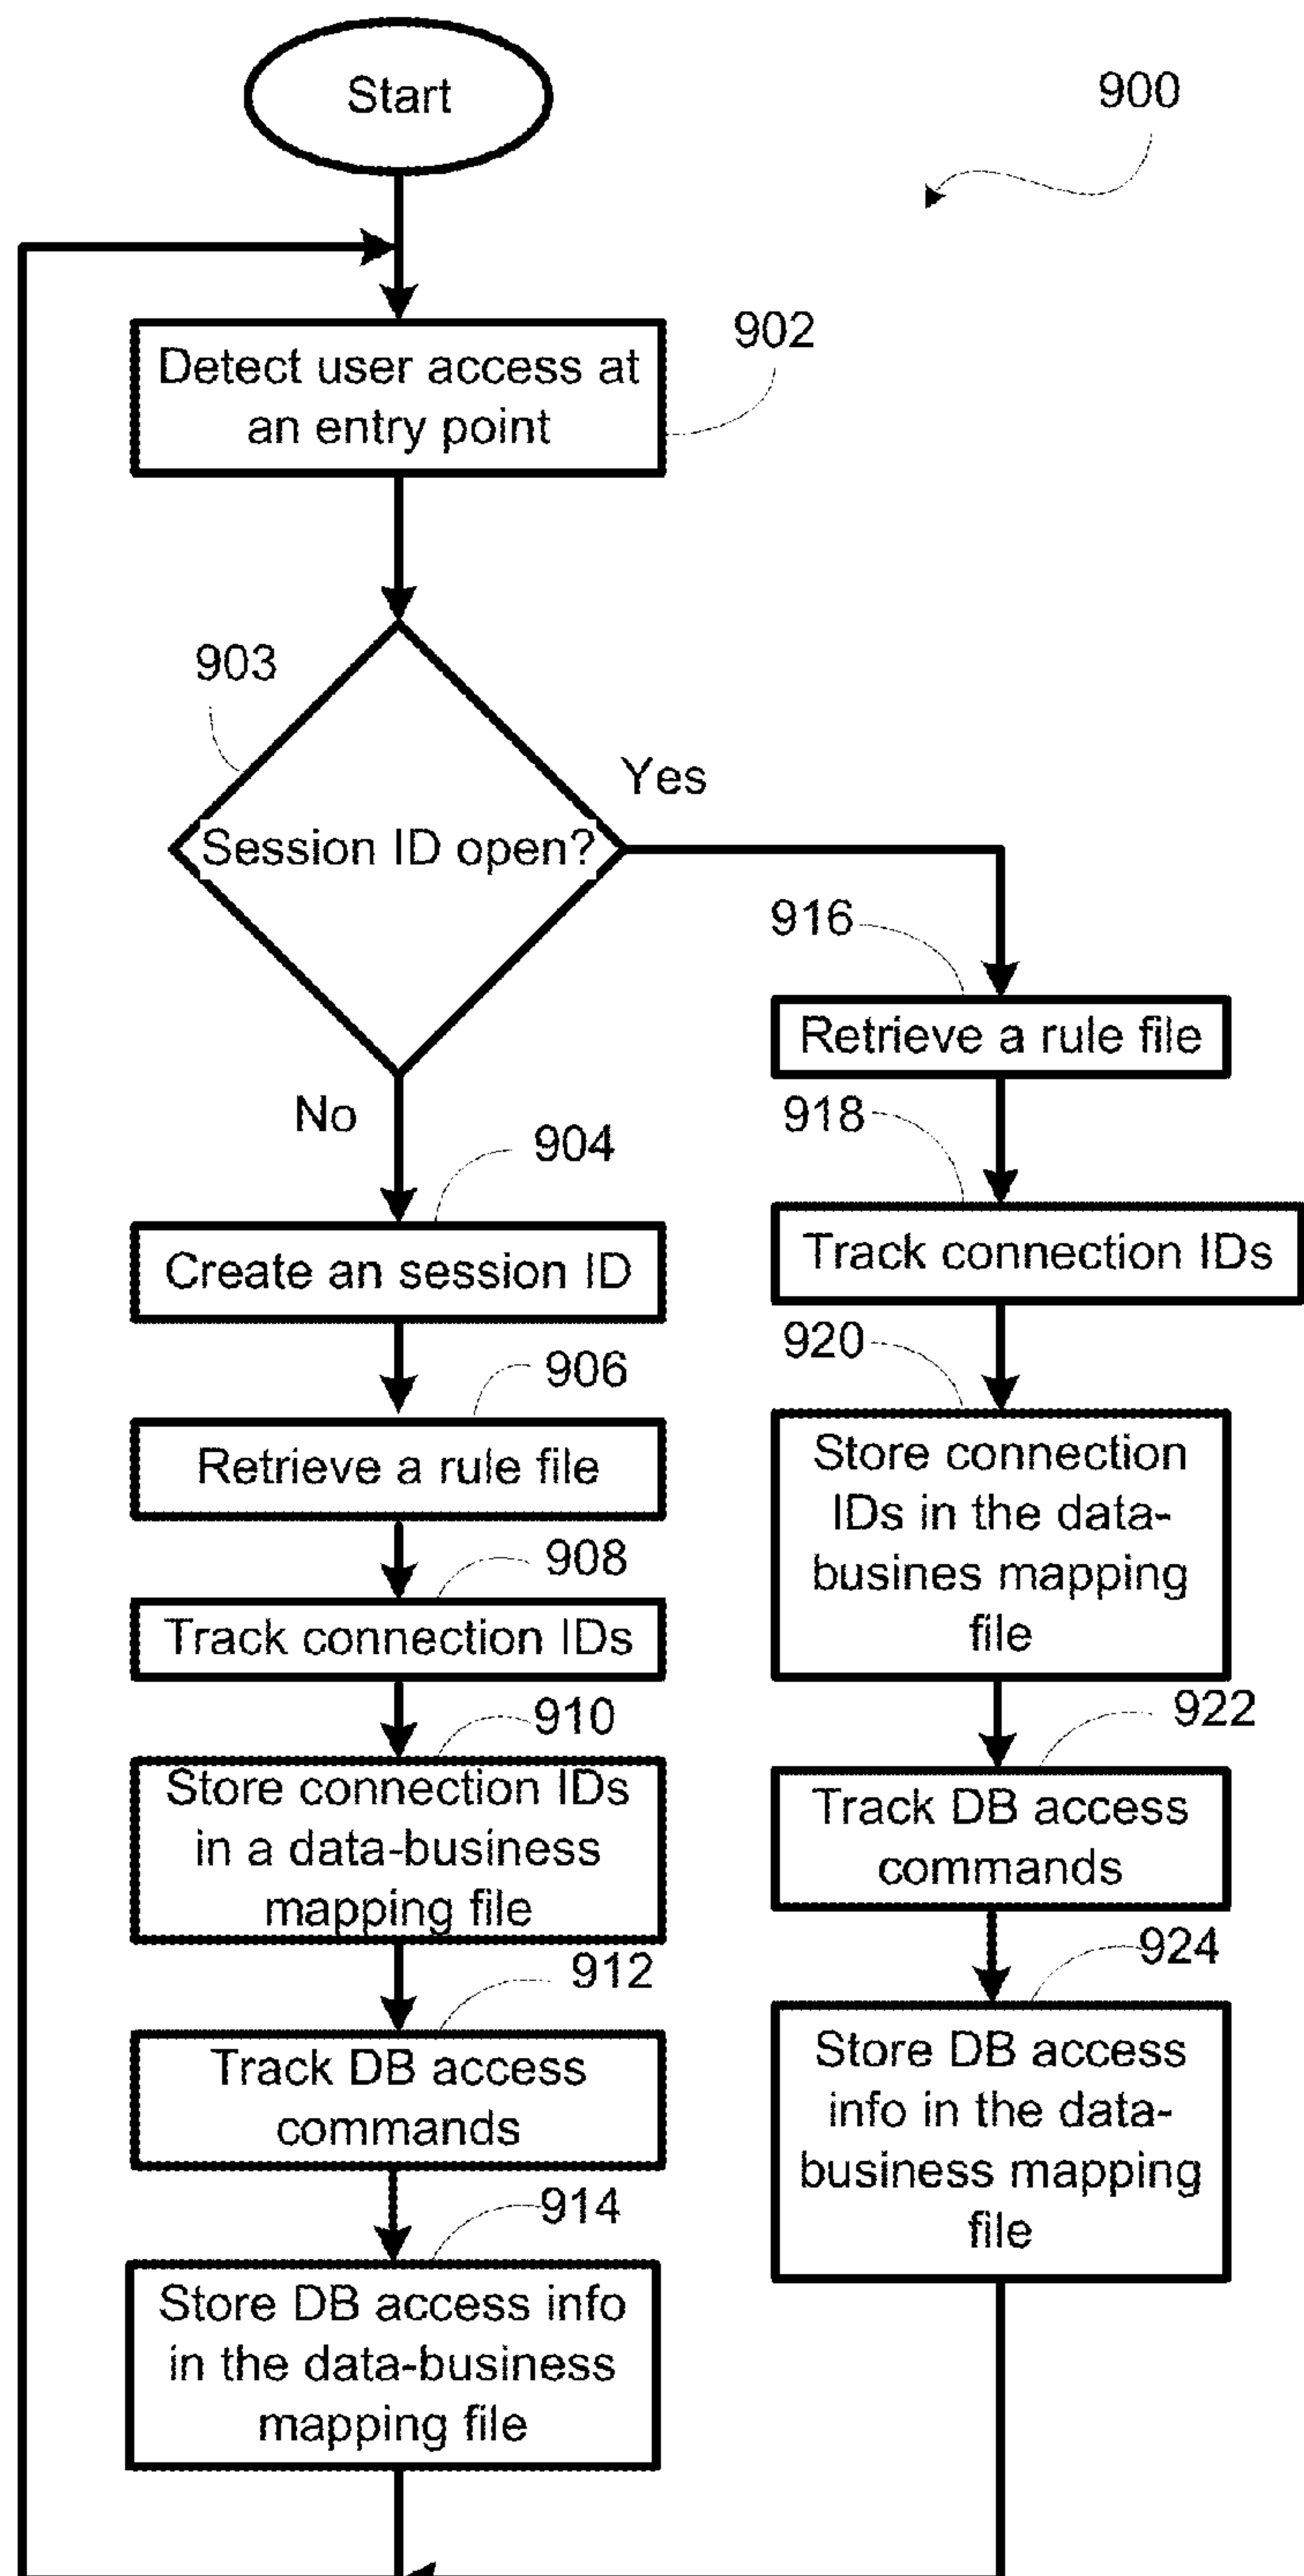 Start
900
Detect user access at
an entry point
902
903
Session ID open?
Yes
No
916
Retrieve a rule file
918
Track connection IDs
920
Store connection
IDs in the data-
busines mapping
file
922
Track DB access
commands
924
Store DB access
info in the data-
business mapping
file
904
Create an session ID
906
Retrieve a rule file
908
Track connection IDs
910
Store connection IDs
in a data-business
mapping file
912
Track DB access
commands
914
Store DB access info
in the data-business
mapping file